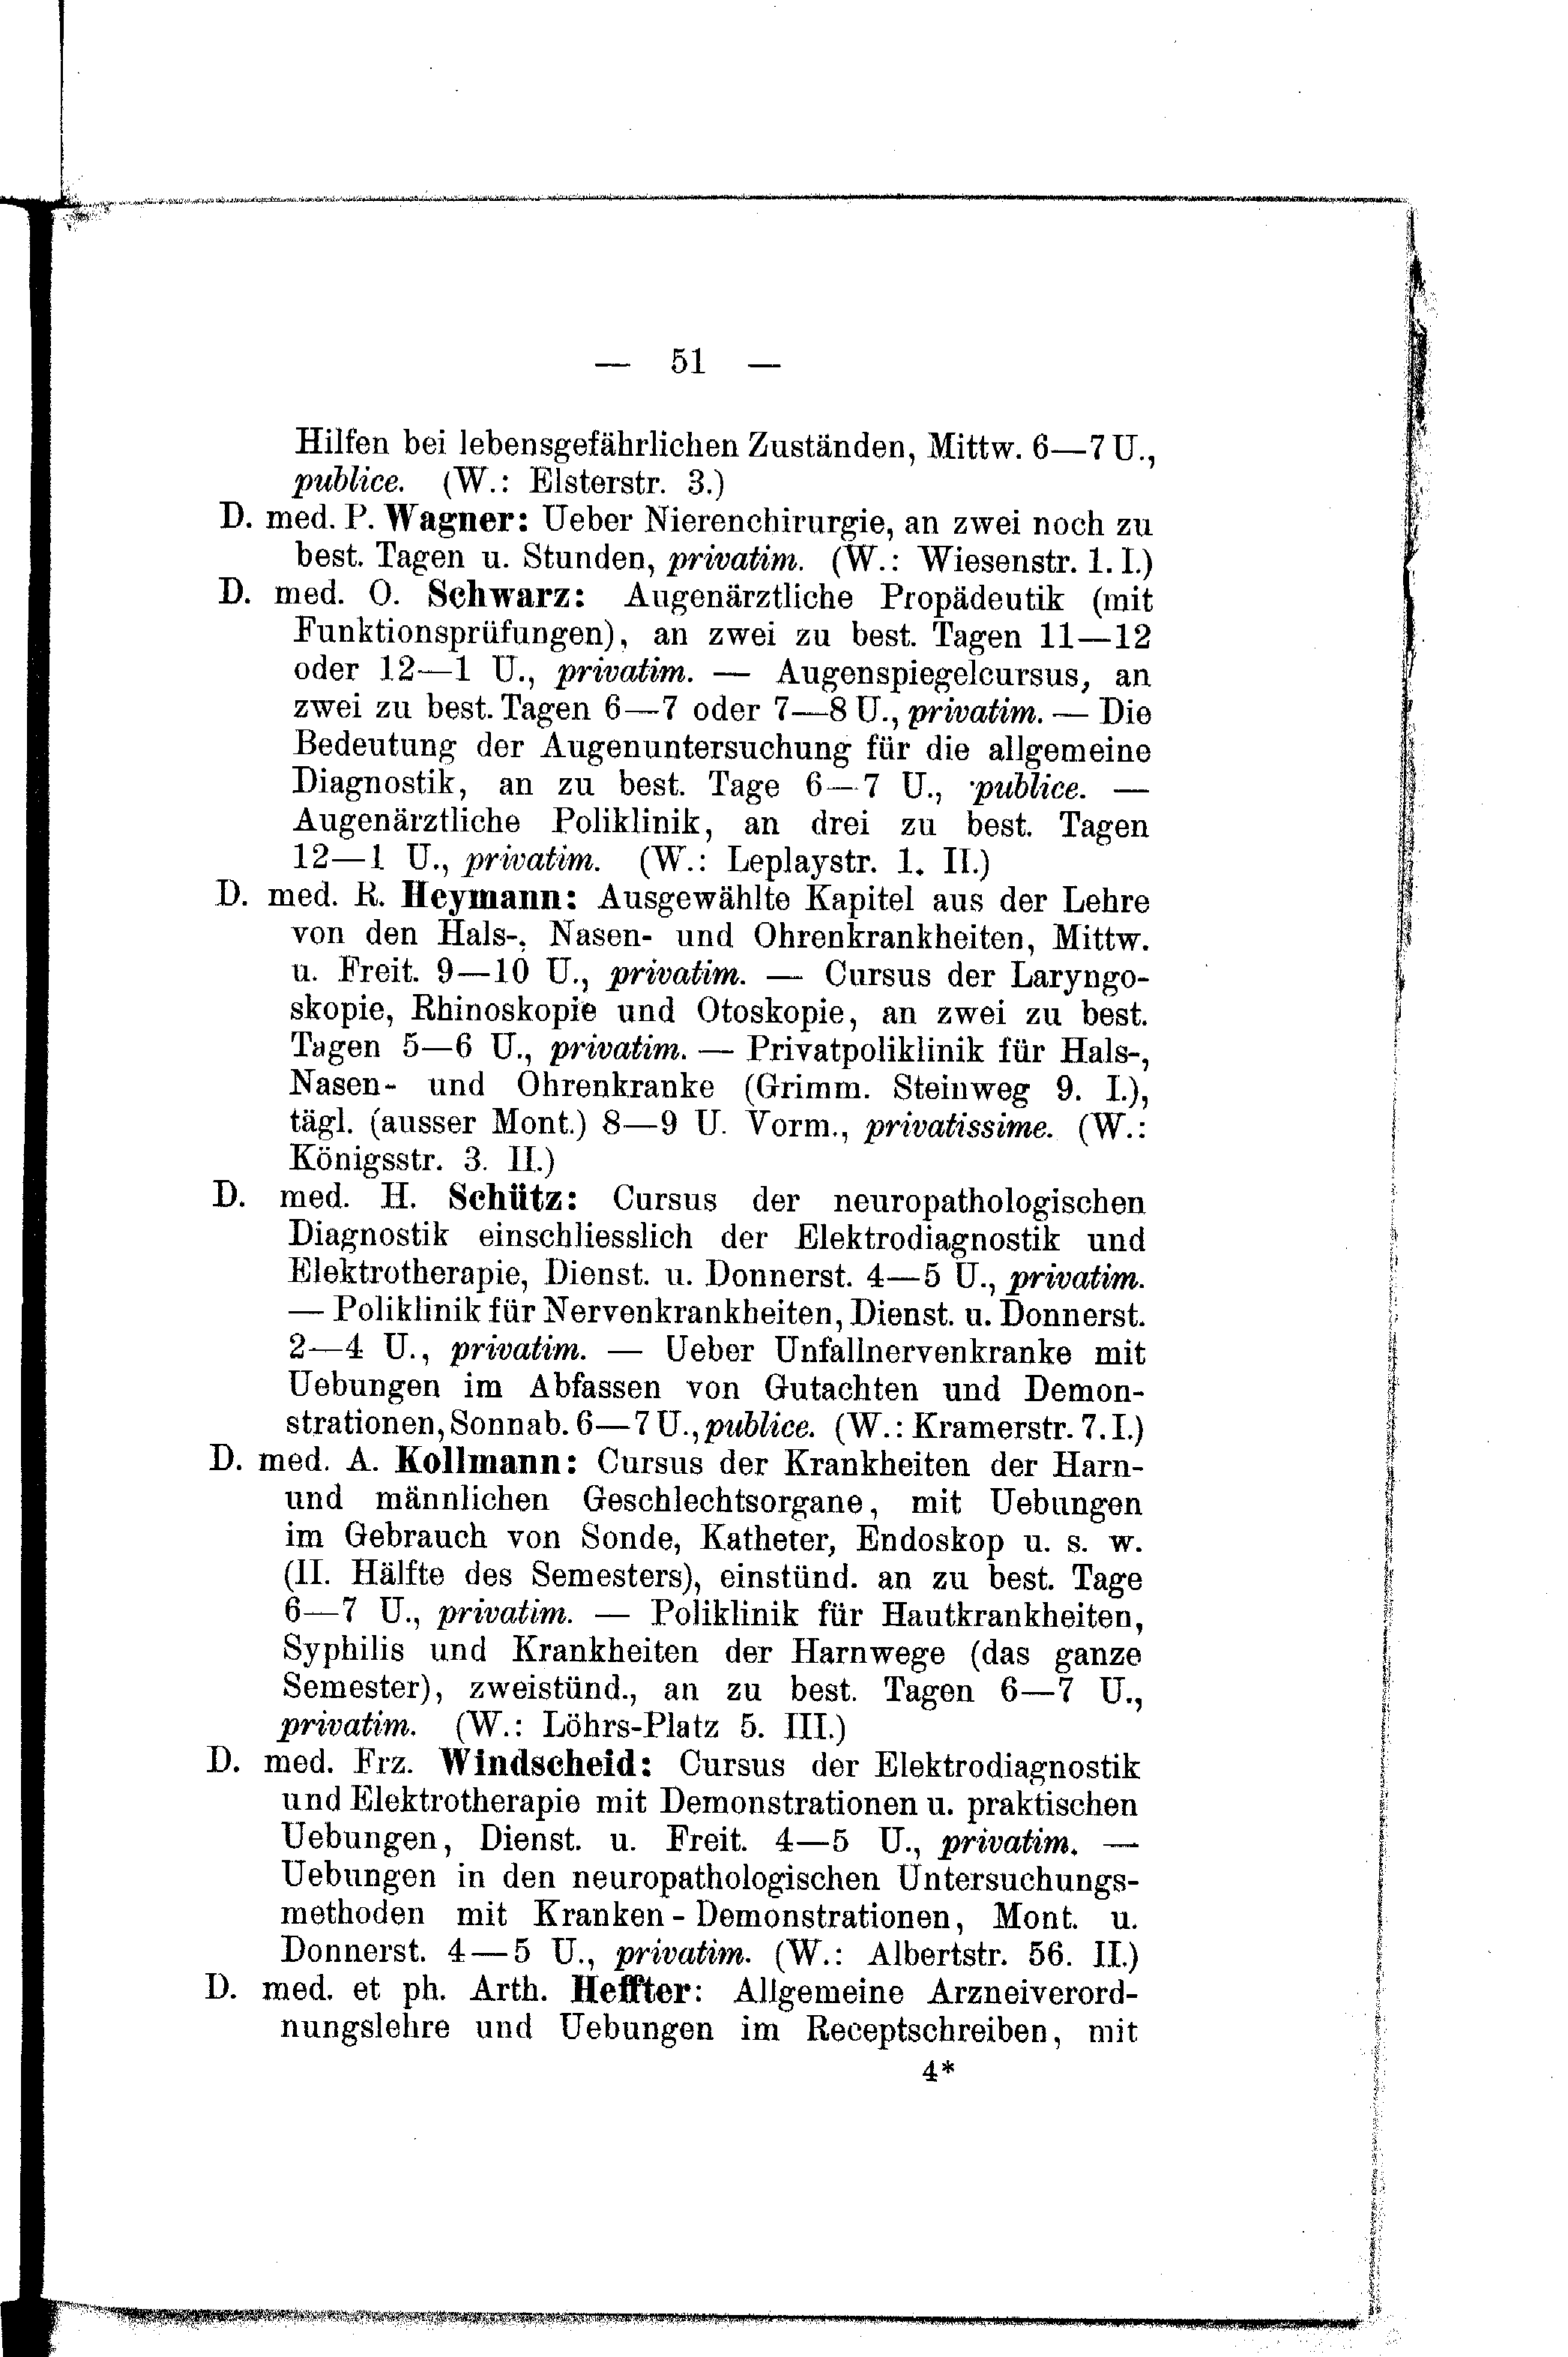 — 51 —
Hilfen bei lebensgefährlichen Zuständen, Mittw. 6—7 U.,
publice. (W.: Elsterstr. 3.)
D. med. P. Wagner: Ueber Nierenchirurgie, an zwei noch zu
best. Tagen u. Stunden, privatim. (W.: Wiesenstr. 1. I.)
D. med. O. Schwarz: Augenärztliche Propädeutik (mit
Funktionsprüfungen), an zwei zu best. Tagen 11—12
oder 12—1 U., privatim. — Augenspiegelcursus, an
zwei zu best. Tagen 6—7 oder 7—8 U., privatim. — Die
Bedeutung der Augenuntersuchung für die allgemeine
Diagnostik, an zu best. Tage 6—7 U., publice. —
Augenärztliche Poliklinik, an drei zu best. Tagen
12—1 U., privatim. (W.: Leplaystr. 1. II.)
D. med. R. Heymann: Ausgewählte Kapitel aus der Lehre
von den Hals-, Nasen- und Ohrenkrankheiten, Mittw.
u. Freit. 9—10 U., privatim. — Cursus der Laryngo-
skopie, Rhinoskopie und Otoskopie, an zwei zu best.
Tagen 5—6 U., privatim. — Privatpoliklinik für Hals-,
Nasen- und Ohrenkranke (Grimm. Steinweg 9. I.),
tägl. (ausser Mont.) 8—9 U. Vorm., privatissime. (W.:
Königsstr. 3. II.)
D. med. H. Schütz: Cursus der neuropathologischen
Diagnostik einschliesslich der Elektrodiagnostik und
Elektrotherapie, Dienst. u. Donnerst. 4—5 U., privatim.
— Poliklinik für Nervenkrankheiten, Dienst. u. Donnerst.
2—4 U., privatim. — Ueber Unfallnervenkranke mit
Uebungen im Abfassen von Gutachten und Demon-
strationen, Sonnab. 6—7 U., publice. (W.: Kramerstr. 7. I.)
D. med. A. Kollmann: Cursus der Krankheiten der Harn-
und männlichen Geschlechtsorgane, mit Uebungen
im Gebrauch von Sonde, Katheter, Endoskop u. s. w.
(II. Hälfte des Semesters), einstünd. an zu best. Tage
6—7 U., privatim. — Poliklinik für Hautkrankheiten,
Syphilis und Krankheiten der Harnwege (das ganze
Semester), zweistünd., an zu best. Tagen 6—7 U.,
privatim. (W.: Löhrs-Platz 5. III.)
D. med. Frz. Windscheid: Cursus der Elektrodiagnostik
und Elektrotherapie mit Demonstrationen u. praktischen
Uebungen, Dienst. u. Freit. 4—5 U., privatim. —
Uebungen in den neuropathologischen Untersuchungs-
methoden mit Kranken-Demonstrationen, Mont. u.
Donnerst. 4—5 U., privatim. (W.: Albertstr. 56. II.)
D. med. et ph. Arth. Heffter: Allgemeine Arzneiverord-
nungslehre und Uebungen im Receptschreiben, mit
4*